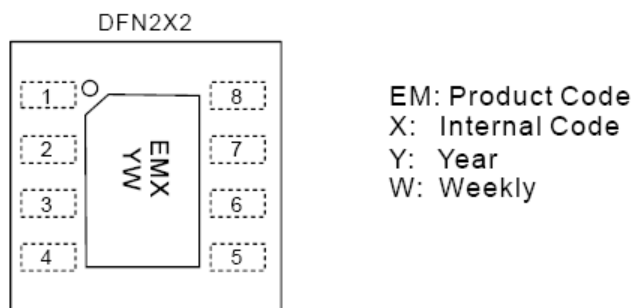 DFN2X2
1
8
2
7
3
6
4
5
EMX
YW
EM: Product Code
X: Internal Code
Y: Year
W: Weekly